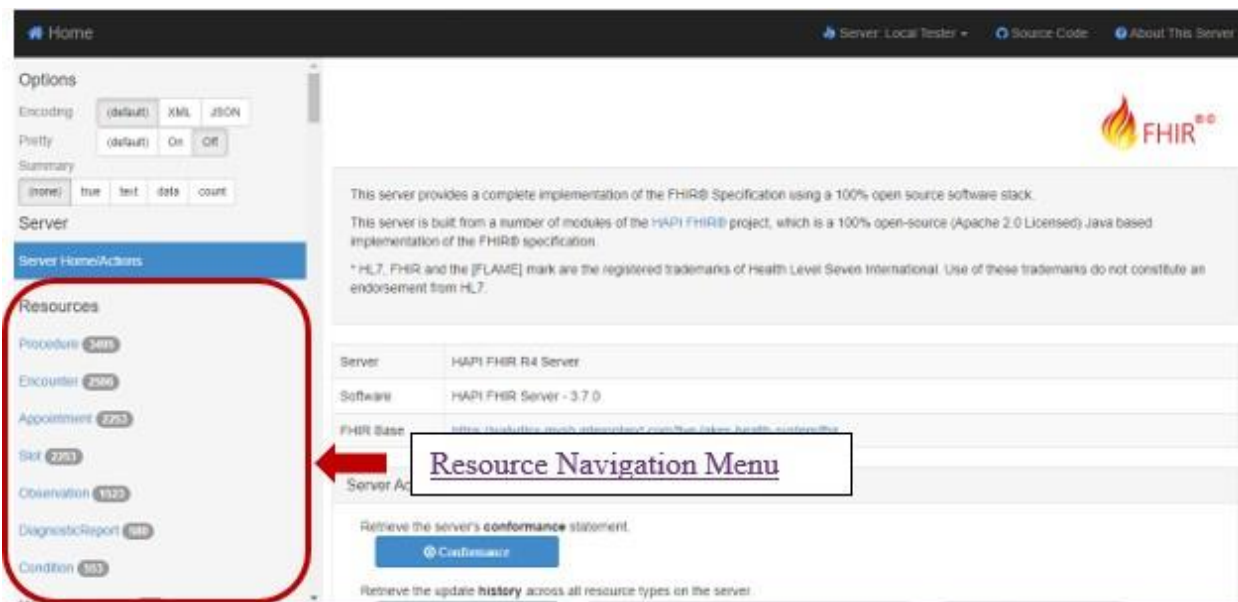 Home
Server: Local Tester
Source Code
About This Server
Options
Encoding (default) XML JSON
Pretty (default) On Off
Summary
(none) true text data count
Server
Server Home/Actions
Resources
Procedure
Encounter
Appointment 2253
Slot 2253
Observation
DiagnosticReport
Condition
FHIR®©
This server provides a complete implementation of the FHIR® Specification using a 100% open source software stack.
This server is built from a number of modules of the HAPI FHIR® project, which is a 100% open-source (Apache 2.0 Licensed) Java based
implementation of the FHIR® specification.
* HL7, FHIR and the [FLAME] mark are the registered trademarks of Health Level Seven International. Use of these trademarks do not constitute an
endorsement from HL7.
Server HAPI FHIR R4 Server
Software HAPI FHIR Server - 3.7.0
FHIR Base
Resource Navigation Menu
Server Ac
Retrieve the server's conformance statement.
Conformance
Retrieve the update history across all resource types on the server.